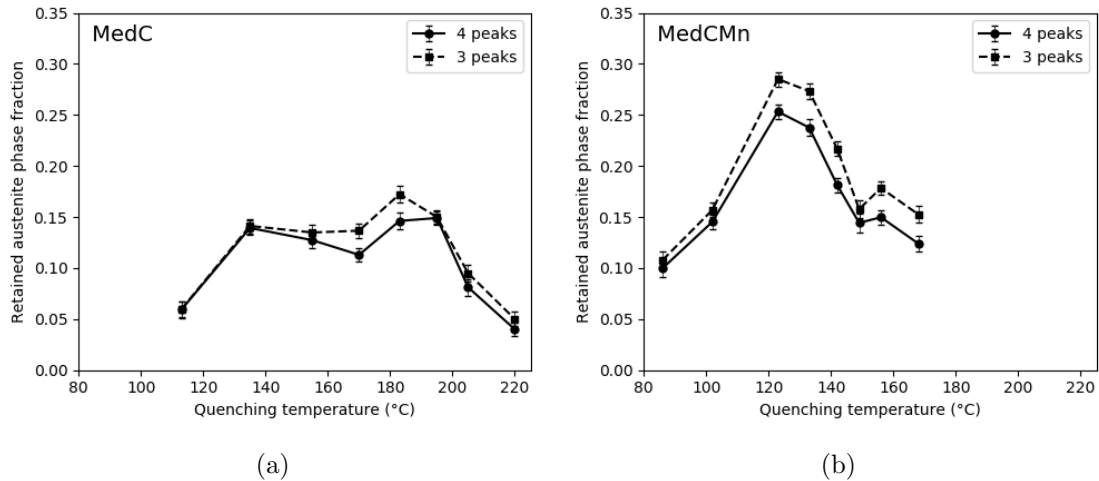 MedC
4 peaks
3 peaks
Retained austenite phase fraction
0.35
0.30
0.25
0.20
0.15
0.10
0.05
0.00
80 100 120 140 160 180 200 220
Quenching temperature (°C)
(a)
MedCMn
4 peaks
3 peaks
Retained austenite phase fraction
0.35
0.30
0.25
0.20
0.15
0.10
0.05
0.00
80 100 120 140 160 180 200 220
Quenching temperature (°C)
(b)